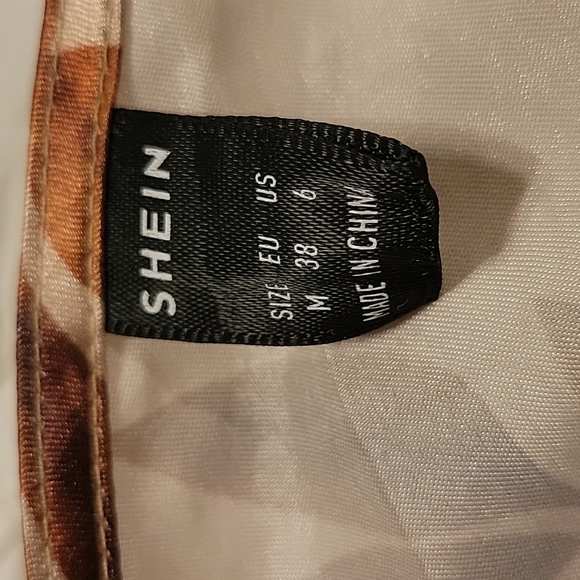 SHEIN
SIZE EU US
M 38 6
MADE IN CHINA